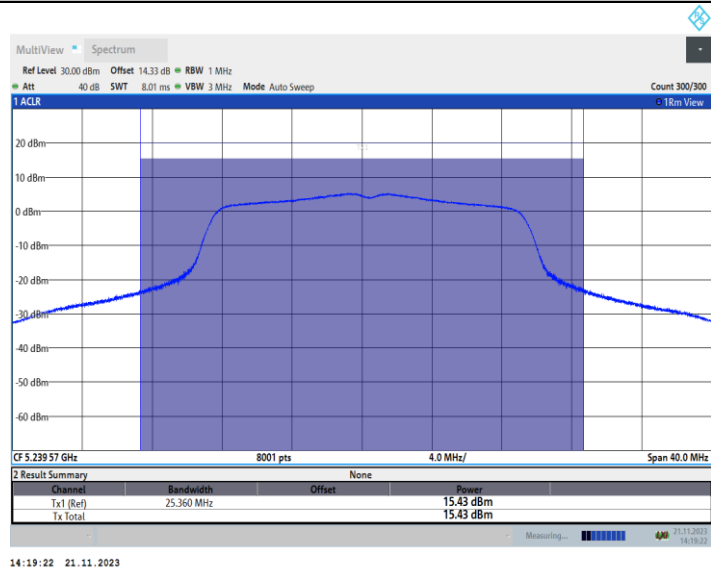 R S
MultiView Spectrum
Ref Level 30.00 dBm Offset 14.33 dB RBW 1 MHz
Att 40 dB SWT 8.01 ms VBW 3 MHz Mode Auto Sweep Count 300/300
1 ACLR 1Rm View
20 dBm
10 dBm
0 dBm
-10 dBm
-20 dBm
-30 dBm
-40 dBm
-50 dBm
-60 dBm
CF 5.239 57 GHz 8001 pts 4.0 MHz/ Span 40.0 MHz
2 Result Summary None
Channel Bandwidth Offset Power
Tx1 (Ref) 25.360 MHz 15.43 dBm
Tx Total 15.43 dBm
Measuring... 21.11.2023
14:19:22
14:19:22 21.11.2023